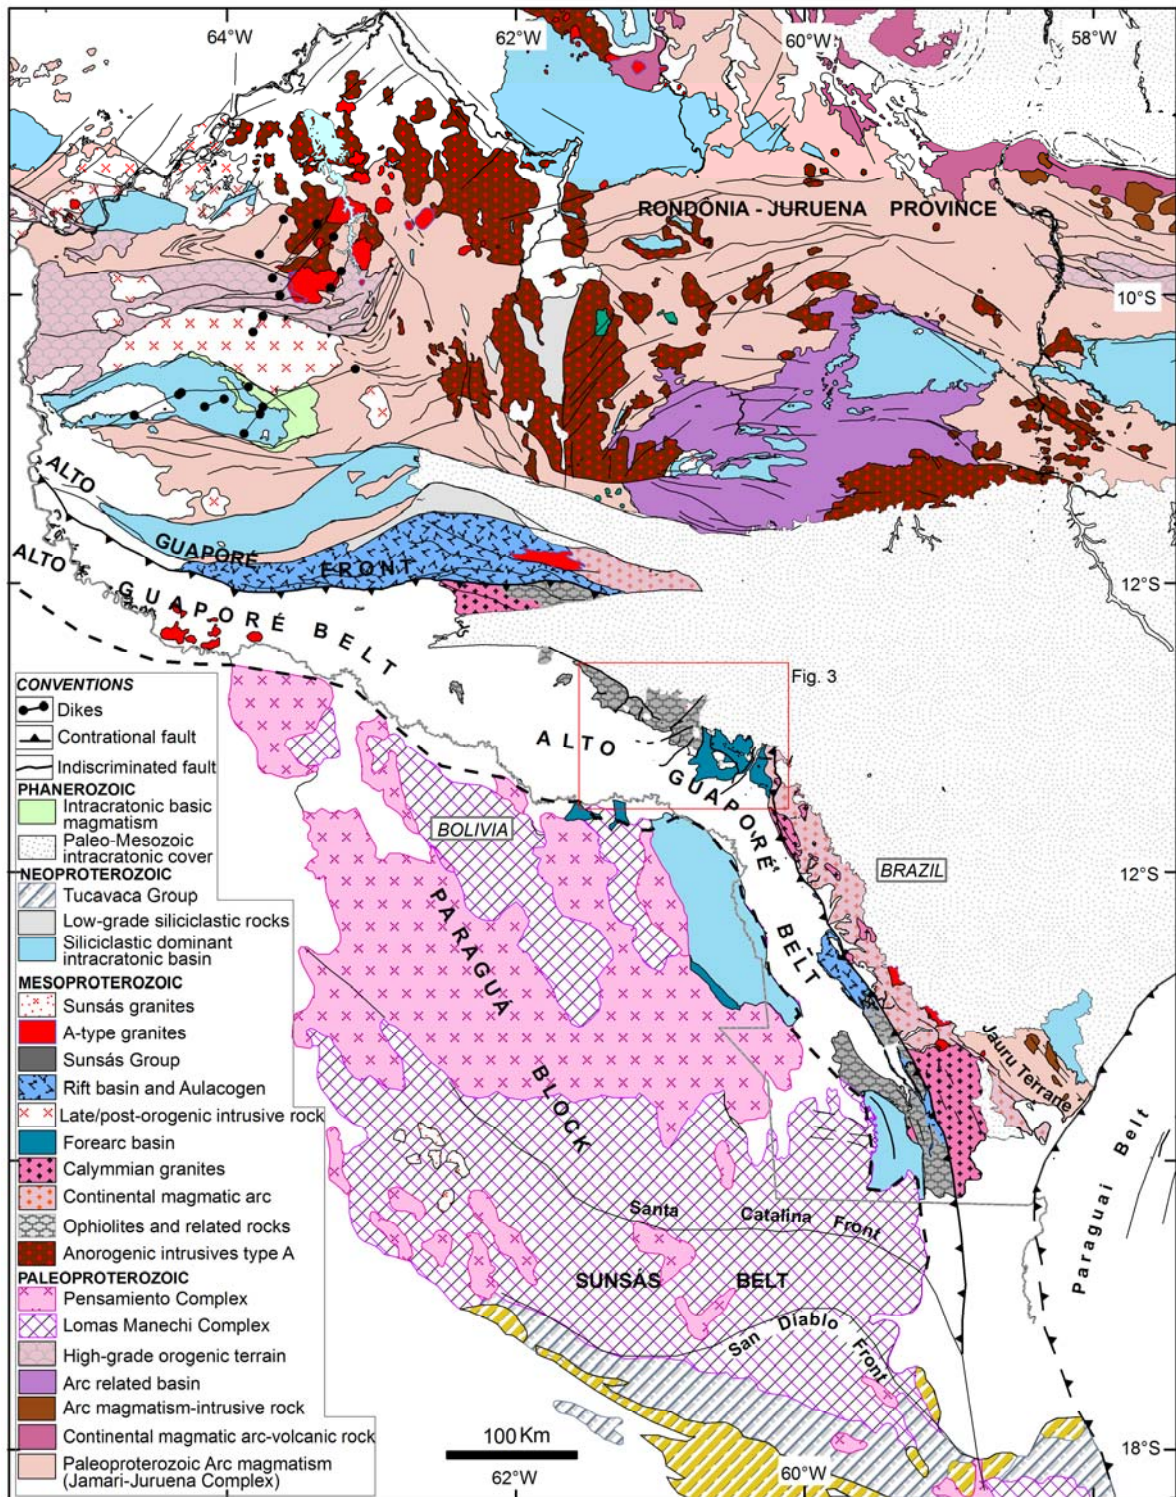 64°W
62°W
60°W
58°W
RONDÔNIA - JURUENA PROVINCE
10°S
ALTO
GUAPORÉ
FRONT
12°S
ALTO
GUAPORÉ BELT
Fig. 3
ALTO
GUAPORÉ
BELT
BOLIVIA
BRAZIL
12°S
PARAGUÁ
BLOCK
Jauru Terrane
Paraguai Belt
Santa Catalina Front
SUNSÁS BELT
San Diablo Front
100 Km
62°W
60°W
18°S
CONVENTIONS
Dikes
Contrational fault
Indiscriminated fault
PHANEROZOIC
Intracratonic basic
magmatism
Paleo-Mesozoic
intracratonic cover
NEOPROTEROZOIC
Tucavaca Group
Low-grade siliciclastic rocks
Siliciclastic dominant
intracratonic basin
MESOPROTEROZOIC
Sunsás granites
A-type granites
Sunsás Group
Rift basin and Aulacogen
Late/post-orogenic intrusive rock
Forearc basin
Calymmian granites
Continental magmatic arc
Ophiolites and related rocks
Anorogenic intrusives type A
PALEOPROTEROZOIC
Pensamiento Complex
Lomas Manechi Complex
High-grade orogenic terrain
Arc related basin
Arc magmatism-intrusive rock
Continental magmatic arc-volcanic rock
Paleoproterozoic Arc magmatism
(Jamari-Juruena Complex)